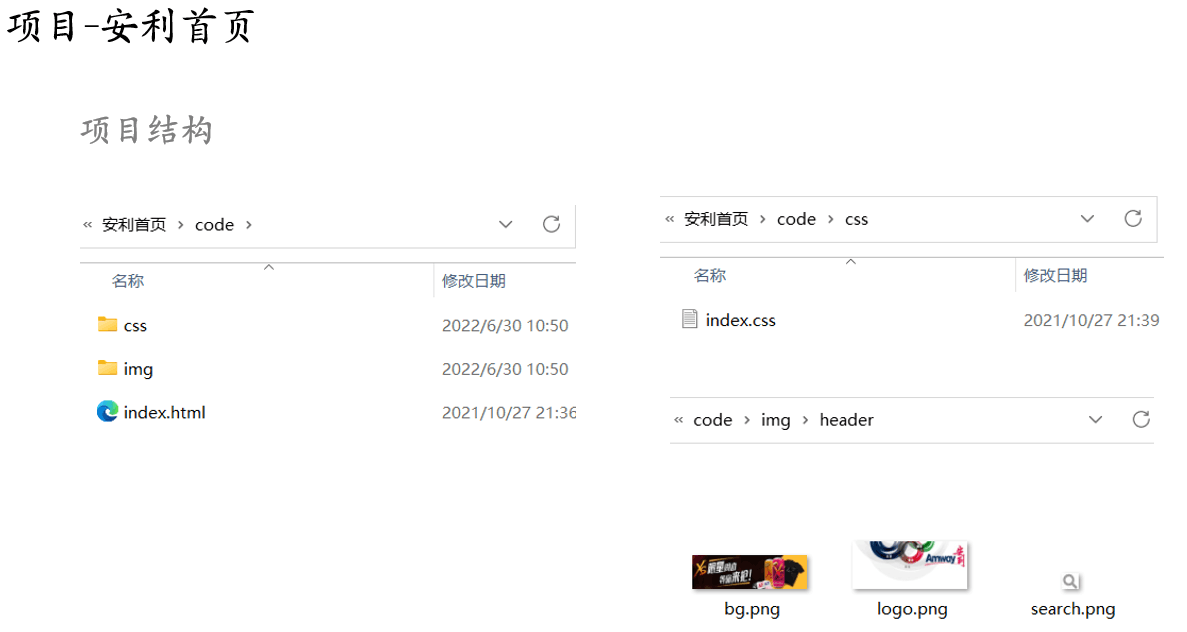 项目-安利首页
项目结构
« 安利首页 > code >
名称 修改日期
css 2022/6/30 10:50
img 2022/6/30 10:50
index.html 2021/10/27 21:36
« 安利首页 > code > css
名称 修改日期
index.css 2021/10/27 21:39
« code > img > header
Amway
bg.png logo.png search.png